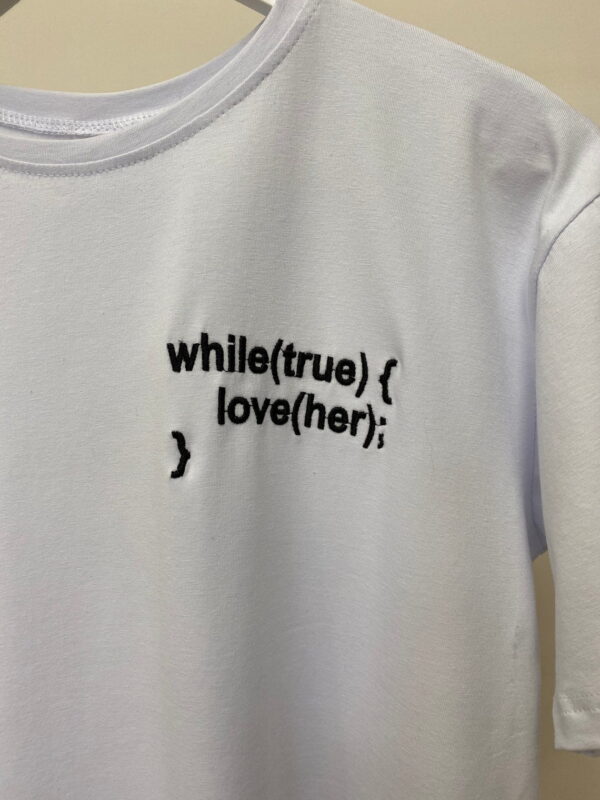 while(true) {
love(her);
}